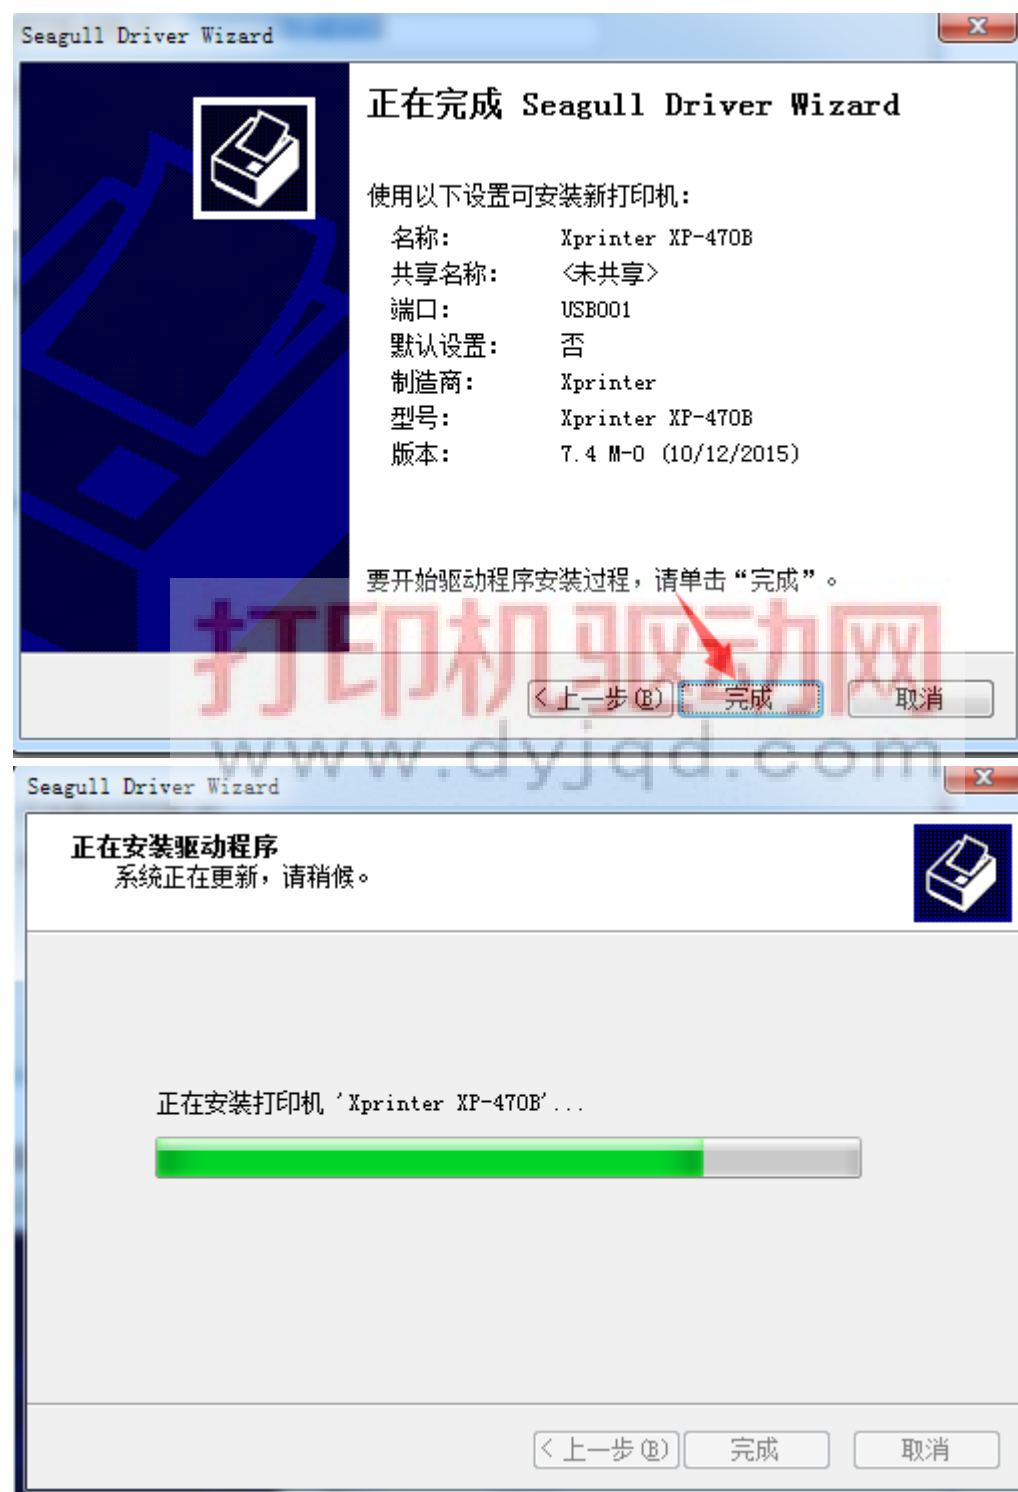 Seagull Driver Wizard
正在完成 Seagull Driver Wizard
使用以下设置可安装新打印机：
名称： Xprinter XP-470B
共享名称： <未共享>
端口： USB001
默认设置： 否
制造商： Xprinter
型号： Xprinter XP-470B
版本： 7.4 M-0 (10/12/2015)
要开始驱动程序安装过程，请单击“完成”。
打印机驱动网
< 上一步(B) 完成 取消
www.dyjqd.com
Seagull Driver Wizard
正在安装驱动程序
系统正在更新，请稍候。
正在安装打印机 'Xprinter XP-470B'...
< 上一步(B) 完成 取消